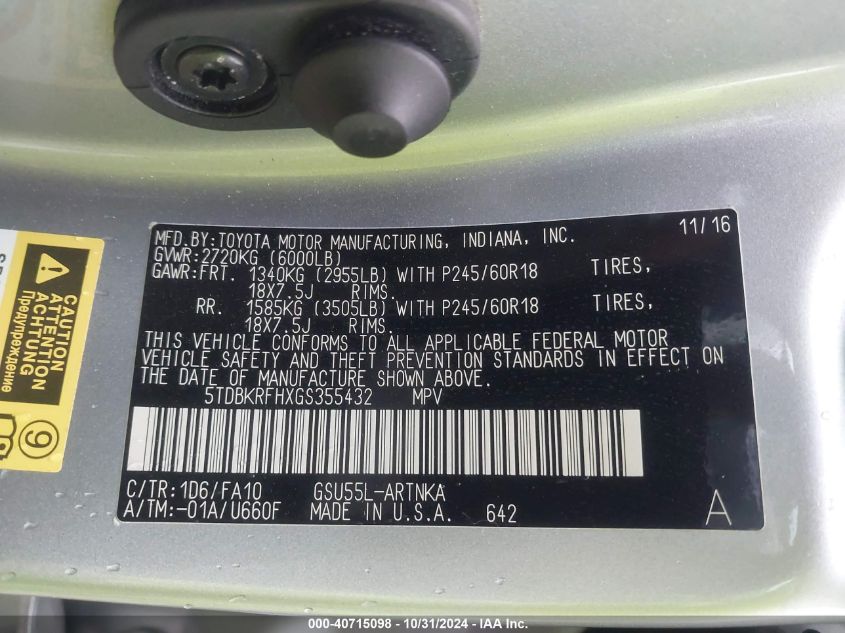 MFD.BY:TOYOTA MOTOR MANUFACTURING, INDIANA, INC. 11/16
GVWR:2720KG (6000LB)
GAWR:FRT. 1340KG (2955LB) WITH P245/60R18 TIRES,
18X7.5J RIMS.
RR. 1585KG (3505LB) WITH P245/60R18 TIRES,
18X7.5J RIMS.
THIS VEHICLE CONFORMS TO ALL APPLICABLE FEDERAL MOTOR
VEHICLE SAFETY AND THEFT PREVENTION STANDARDS IN EFFECT ON
THE DATE OF MANUFACTURE SHOWN ABOVE.
5TDBKRFHXGS355432 MPV
C/TR:1D6/FA10 GSU55L-ARTNKA
A/TM:-01A/U660F MADE IN U.S.A. 642 A
CAUTION
ATTENTION
ACHTUNG
Предупреждение
9
000-40715098 - 10/31/2024 - IAA Inc.